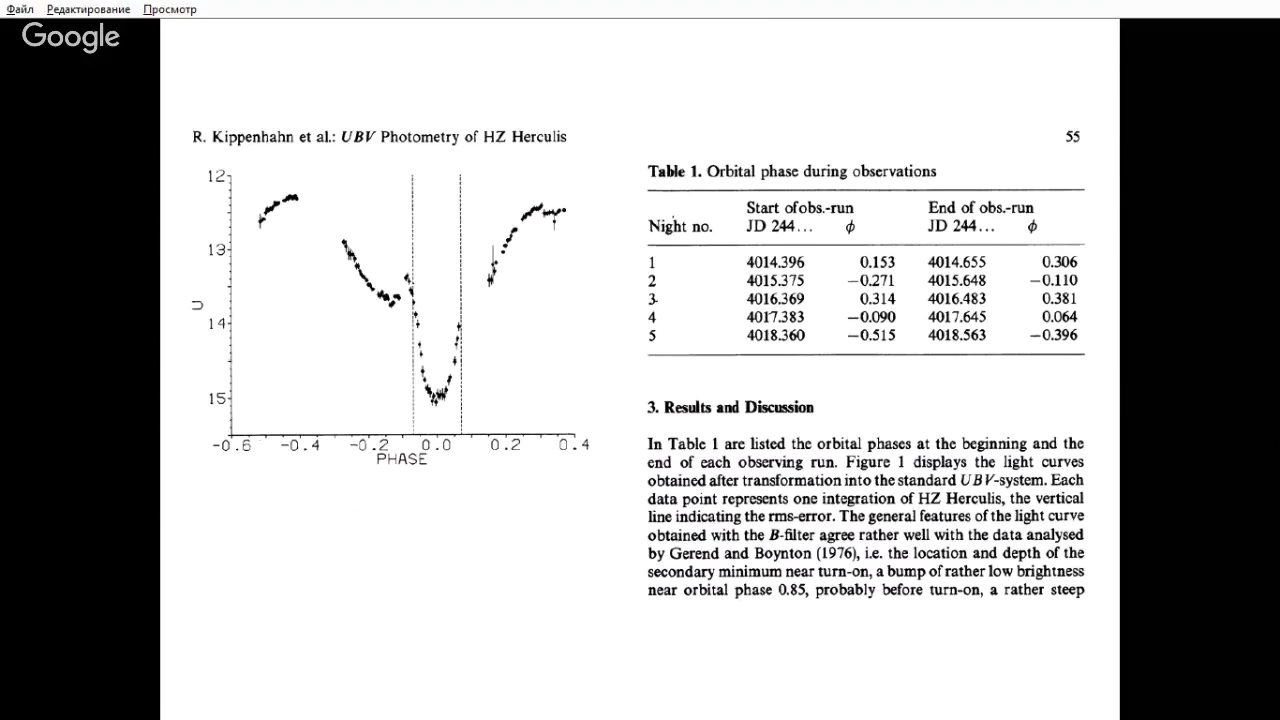 Файл Редактирование Просмотр
Google
R. Kippenhahn et al.: UBV Photometry of HZ Herculis
55
12
13
U
14
15
-0.6 -0.4 -0.2 0.0 0.2 0.4
PHASE
Table 1. Orbital phase during observations
Start of obs.-run End of obs.-run
Night no. JD 244... ϕ JD 244... ϕ
1 4014.396 0.153 4014.655 0.306
2 4015.375 −0.271 4015.648 −0.110
3 4016.369 0.314 4016.483 0.381
4 4017.383 −0.090 4017.645 0.064
5 4018.360 −0.515 4018.563 −0.396
3. Results and Discussion
In Table 1 are listed the orbital phases at the beginning and the
end of each observing run. Figure 1 displays the light curves
obtained after transformation into the standard UBV-system. Each
data point represents one integration of HZ Herculis, the vertical
line indicating the rms-error. The general features of the light curve
obtained with the B-filter agree rather well with the data analysed
by Gerend and Boynton (1976), i.e. the location and depth of the
secondary minimum near turn-on, a bump of rather low brightness
near orbital phase 0.85, probably before turn-on, a rather steep